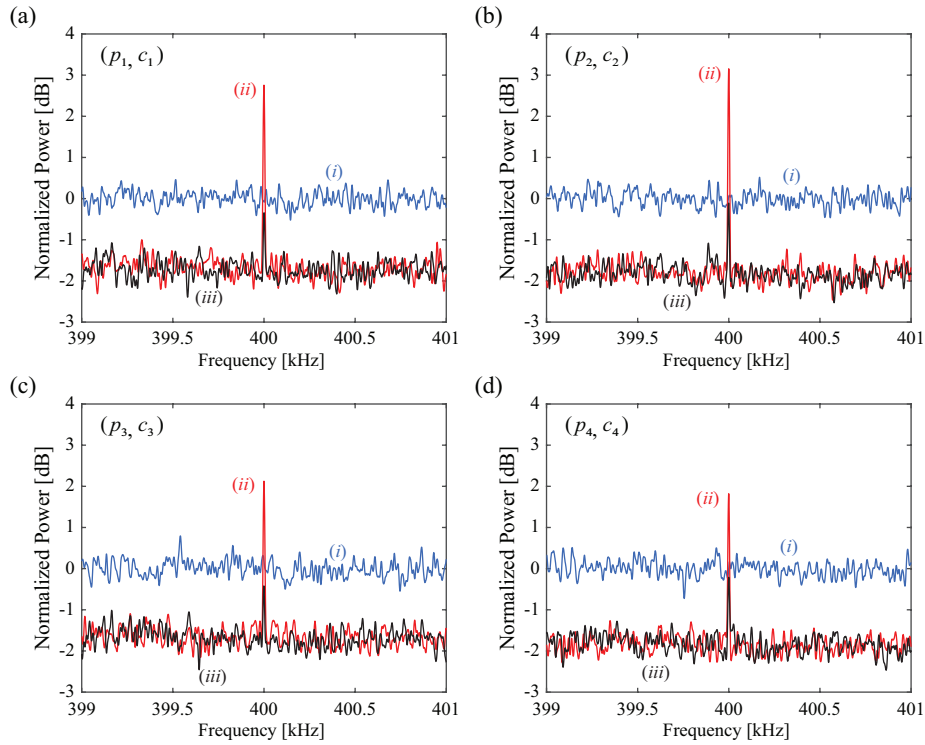 (a)
(p₁, c₁)
Normalized Power [dB]
4
3
2
1
0
-1
-2
-3
(ii)
(i)
(iii)
399
399.5
400
400.5
401
Frequency [kHz]
(b)
(p₂, c₂)
Normalized Power [dB]
4
3
2
1
0
-1
-2
-3
(ii)
(i)
(iii)
399
399.5
400
400.5
401
Frequency [kHz]
(c)
(p₃, c₃)
Normalized Power [dB]
4
3
2
1
0
-1
-2
-3
(ii)
(i)
(iii)
399
399.5
400
400.5
401
Frequency [kHz]
(d)
(p₄, c₄)
Normalized Power [dB]
4
3
2
1
0
-1
-2
-3
(ii)
(i)
(iii)
399
399.5
400
400.5
401
Frequency [kHz]